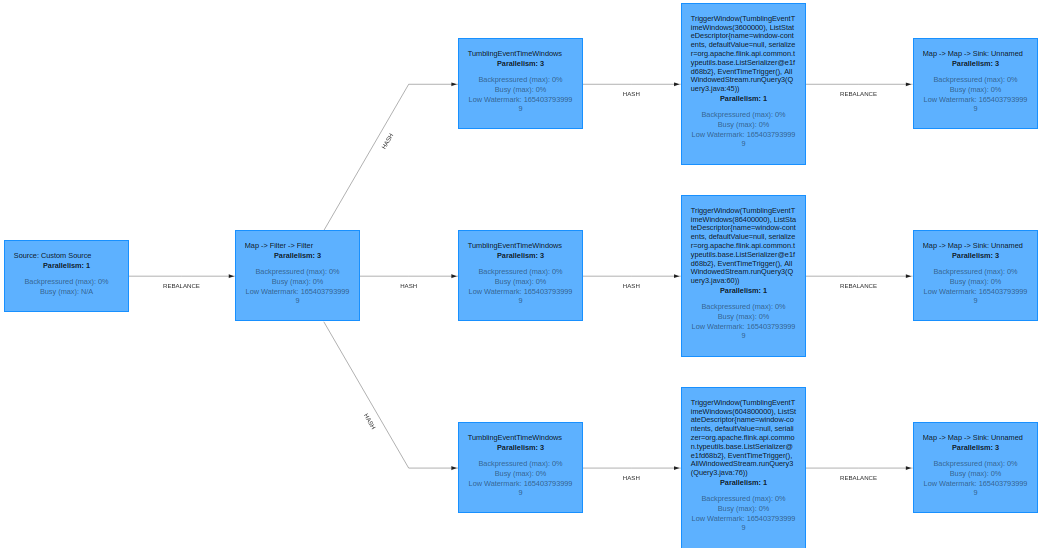 Source: Custom Source
Parallelism: 1
Backpressured (max): 0%
Busy (max): N/A
REBALANCE
Map -> Filter -> Filter
Parallelism: 3
Backpressured (max): 0%
Busy (max): 0%
Low Watermark: 165403793999
9
HASH
HASH
HASH
TumblingEventTimeWindows
Parallelism: 3
Backpressured (max): 0%
Busy (max): 0%
Low Watermark: 165403793999
9
HASH
TriggerWindow(TumblingEventT
imeWindows(3600000), ListStat
eDescriptor{name=window-cont
ents, defaultValue=null, serialize
r=org.apache.flink.api.common.t
ypeutils.base.ListSerializer@e1f
d68b2}, EventTimeTrigger(), All
WindowedStream.runQuery3(Q
uery3.java:45))
Parallelism: 1
Backpressured (max): 0%
Busy (max): 0%
Low Watermark: 165403793999
9
REBALANCE
Map -> Map -> Sink: Unnamed
Parallelism: 3
Backpressured (max): 0%
Busy (max): 0%
Low Watermark: 165403793999
9
TumblingEventTimeWindows
Parallelism: 3
Backpressured (max): 0%
Busy (max): 0%
Low Watermark: 165403793999
9
HASH
TriggerWindow(TumblingEventT
imeWindows(86400000), ListSta
teDescriptor{name=window-cont
ents, defaultValue=null, serialize
r=org.apache.flink.api.common.t
ypeutils.base.ListSerializer@e1f
d68b2}, EventTimeTrigger(), All
WindowedStream.runQuery3(Q
uery3.java:60))
Parallelism: 1
Backpressured (max): 0%
Busy (max): 0%
Low Watermark: 165403793999
9
REBALANCE
Map -> Map -> Sink: Unnamed
Parallelism: 3
Backpressured (max): 0%
Busy (max): 0%
Low Watermark: 165403793999
9
TumblingEventTimeWindows
Parallelism: 3
Backpressured (max): 0%
Busy (max): 0%
Low Watermark: 165403793999
9
HASH
TriggerWindow(TumblingEventT
imeWindows(604800000), ListSt
ateDescriptor{name=window-co
ntents, defaultValue=null, seriali
zer=org.apache.flink.api.commo
n.typeutils.base.ListSerializer@
e1fd68b2}, EventTimeTrigger(),
AllWindowedStream.runQuery3
(Query3.java:76))
Parallelism: 1
Backpressured (max): 0%
Busy (max): 0%
Low Watermark: 165403793999
9
REBALANCE
Map -> Map -> Sink: Unnamed
Parallelism: 3
Backpressured (max): 0%
Busy (max): 0%
Low Watermark: 165403793999
9